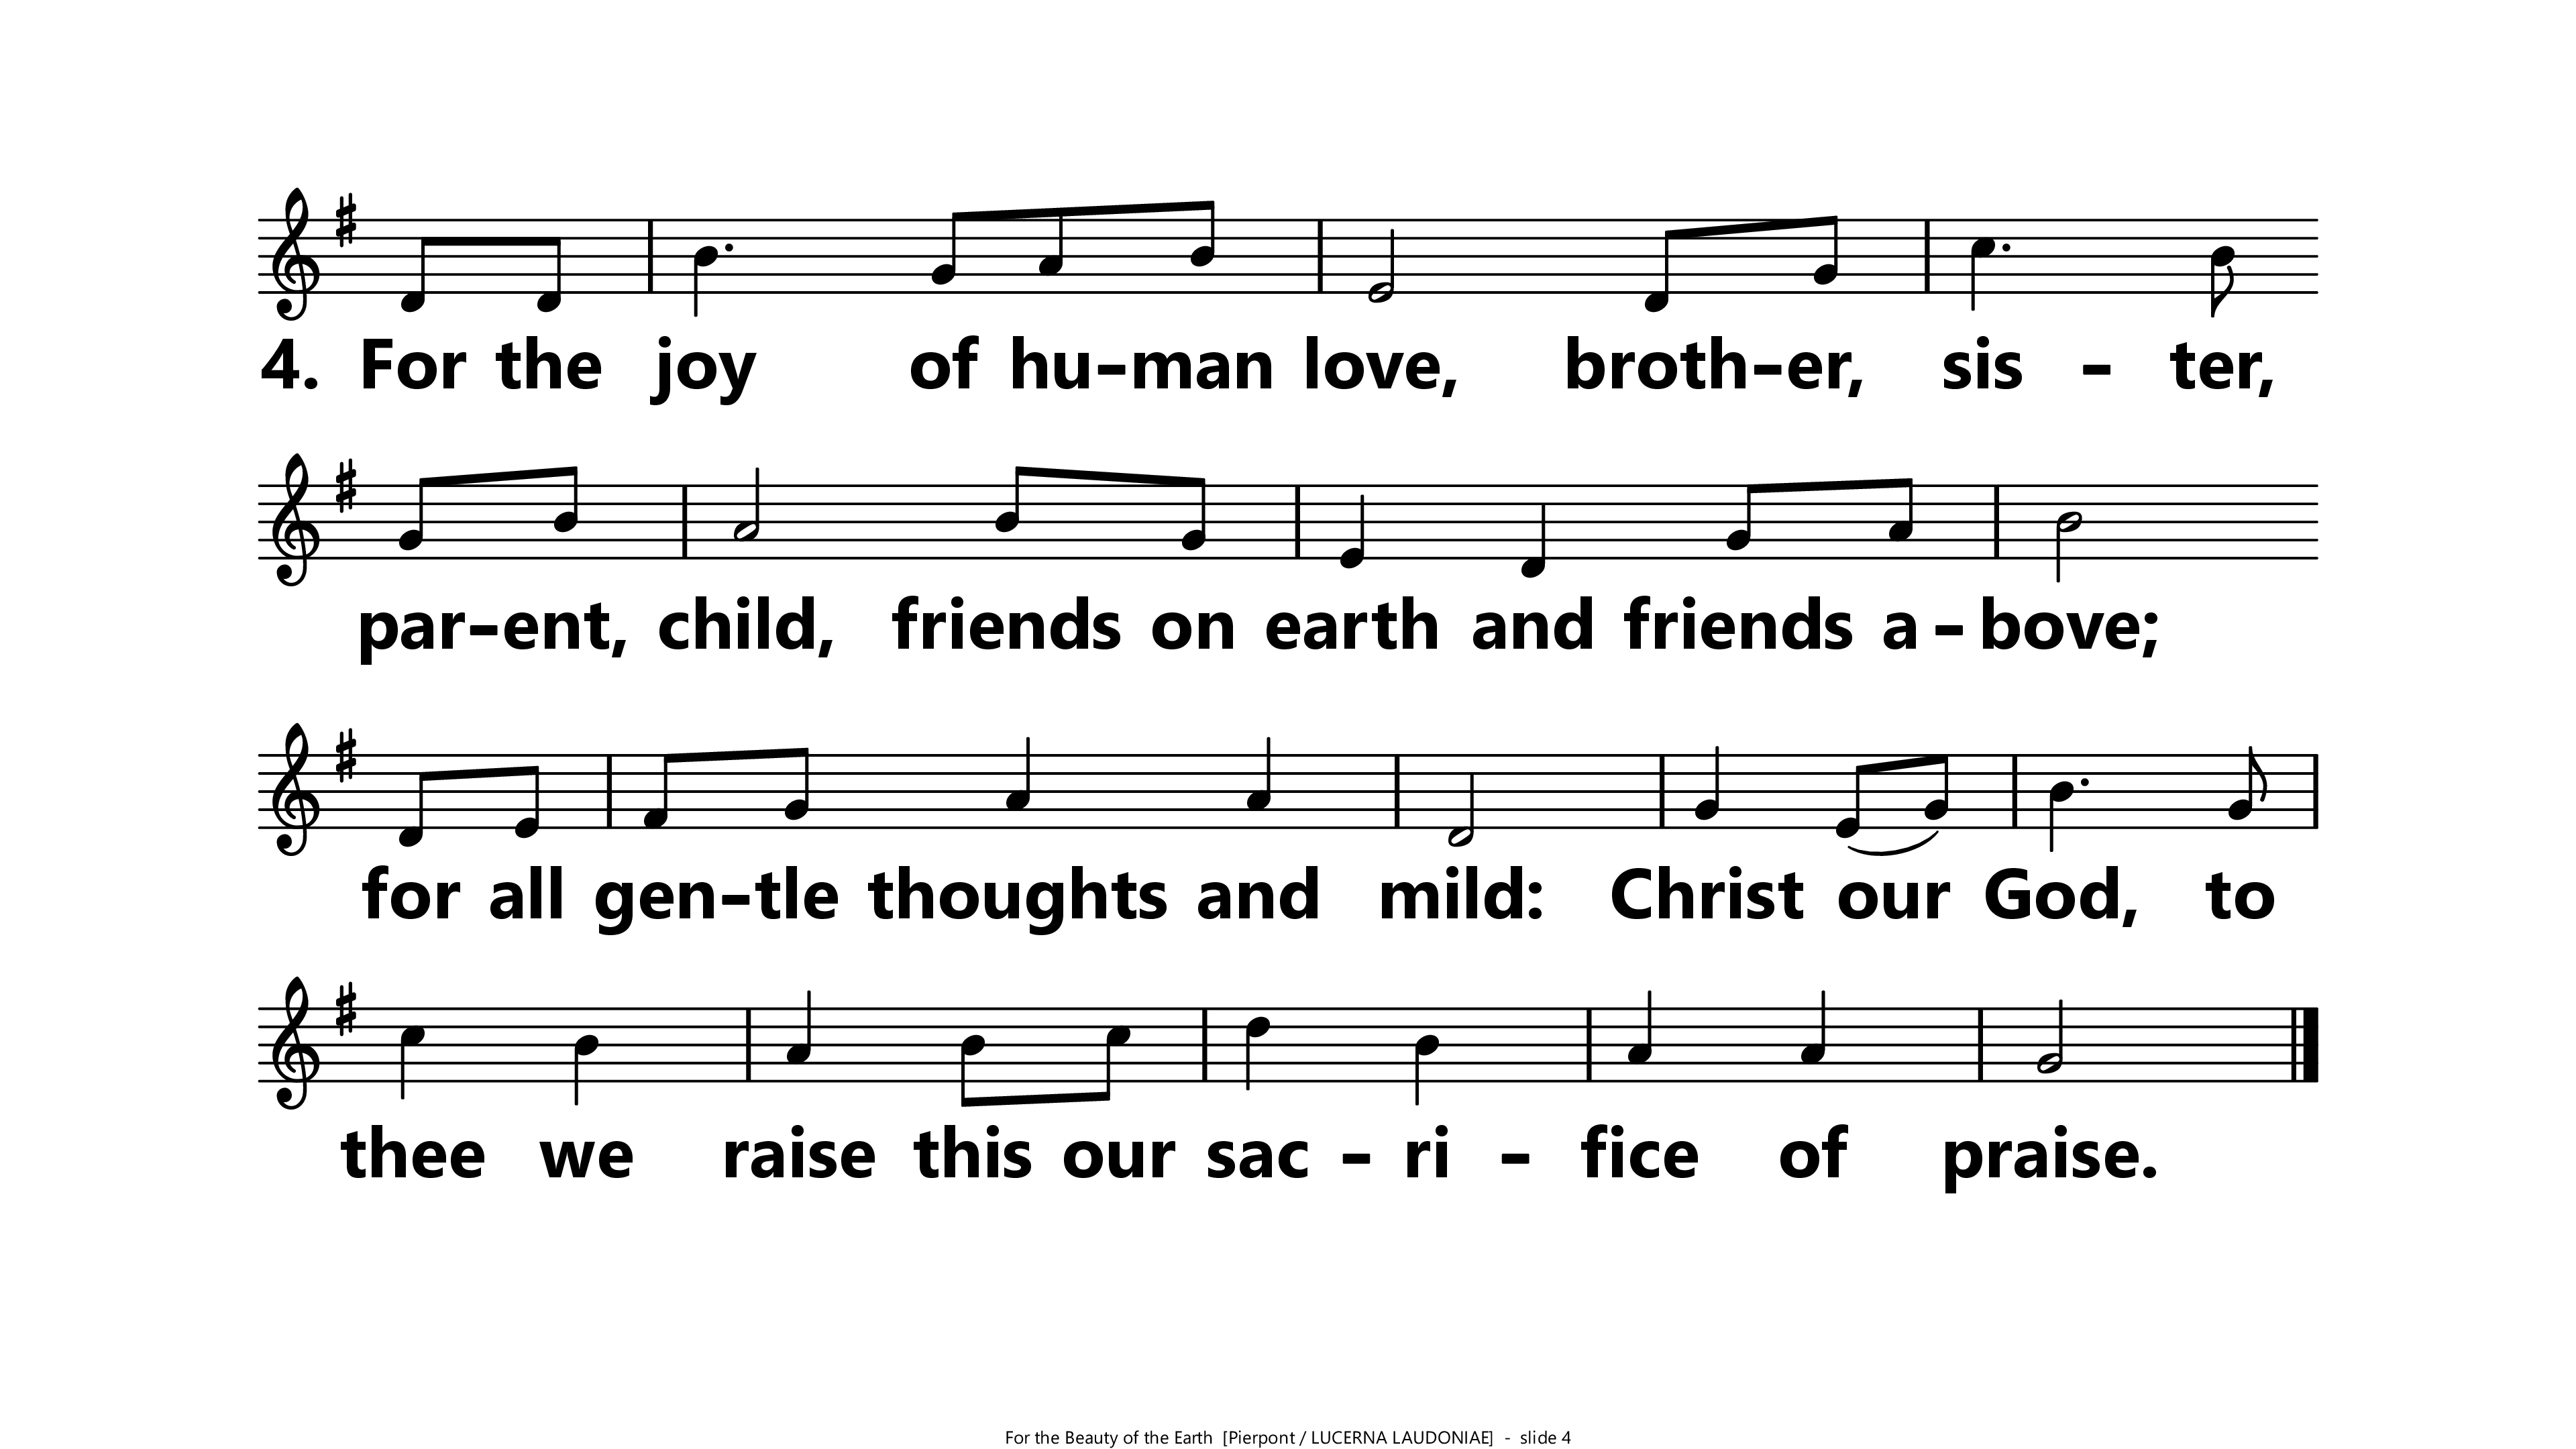 4. For the joy of hu-man love, broth-er, sis - ter,
par-ent, child, friends on earth and friends a - bove;
for all gen-tle thoughts and mild: Christ our God, to
thee we raise this our sac - ri - fice of praise.
For the Beauty of the Earth [Pierpont / LUCERNA LAUDONIAE] - slide 4